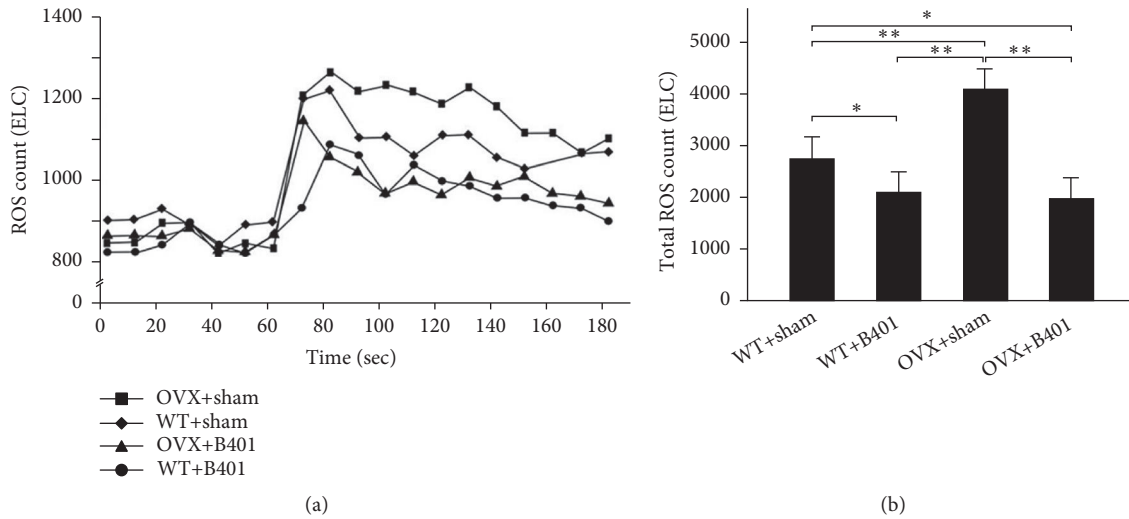 1400
1200
1000
800
0
ROS count (ELC)
0 20 40 60 80 100 120 140 160 180
Time (sec)
OVX+sham
WT+sham
OVX+B401
WT+B401
(a)
*
**
** **
*
5000
4000
3000
2000
1000
0
Total ROS count (ELC)
WT+sham
WT+B401
OVX+sham
OVX+B401
(b)